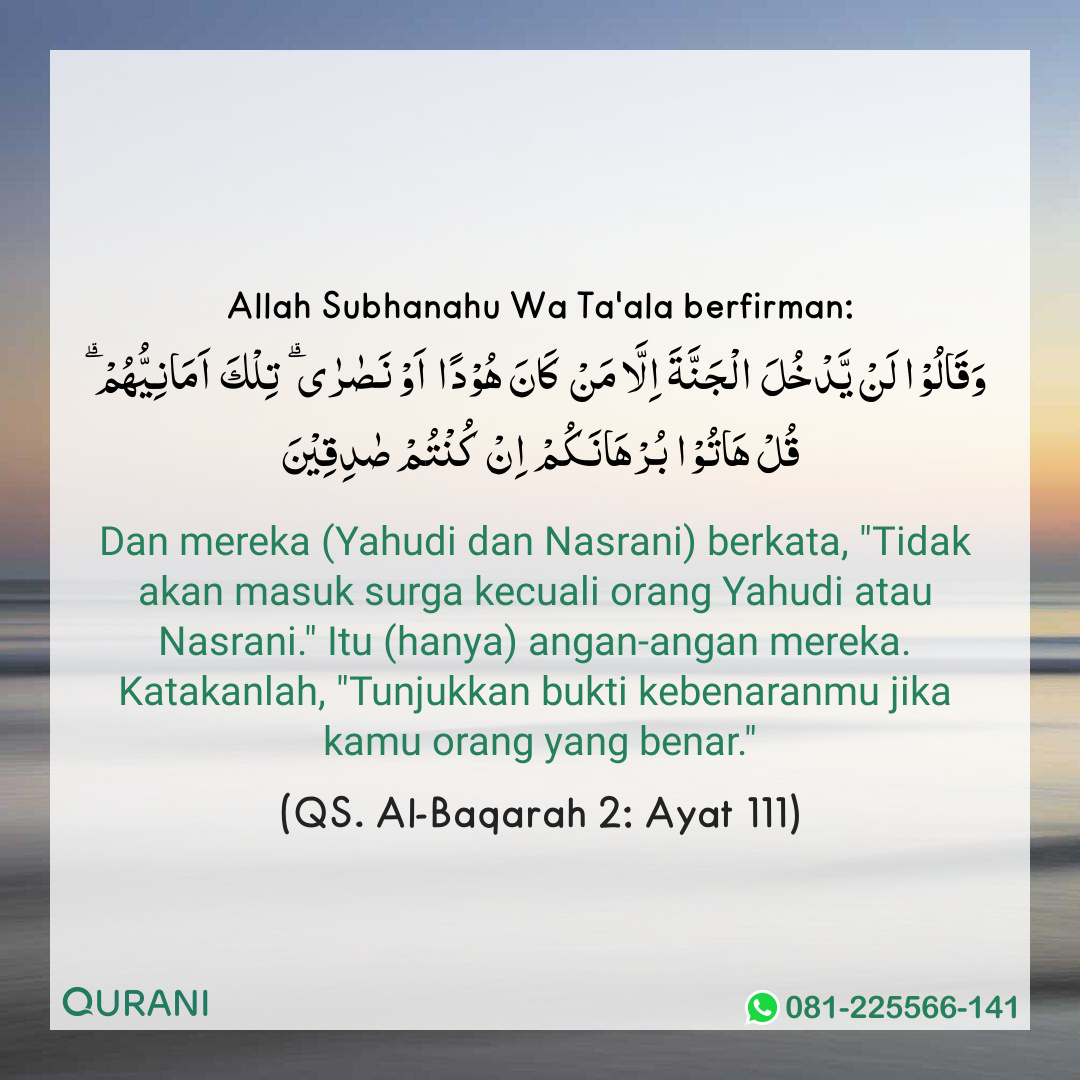 Allah Subhanahu Wa Ta'ala berfirman:
وَقَالُوْا لَنْ يَّدْخُلَ الْجَنَّةَ اِلَّا مَنْ كَانَ هُوْدًا اَوْ نَصٰرٰى ۗ تِلْكَ اَمَانِيُّهُمْ ۗ
قُلْ هَاتُوْا بُرْهَانَكُمْ اِنْ كُنْتُمْ صٰدِقِيْنَ
Dan mereka (Yahudi dan Nasrani) berkata, "Tidak
akan masuk surga kecuali orang Yahudi atau
Nasrani." Itu (hanya) angan-angan mereka.
Katakanlah, "Tunjukkan bukti kebenaranmu jika
kamu orang yang benar."
(QS. Al-Baqarah 2: Ayat 111)
QURANI
081-225566-141